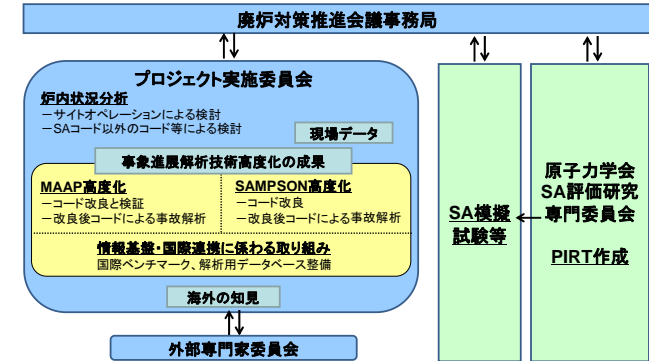 廃炉対策推進会議事務局
プロジェクト実施委員会
炉内状況分析
－サイトオペレーションによる検討
－SAコード以外のコード等による検討
現場データ
事象進展解析技術高度化の成果
MAAP高度化
－コード改良と検証
－改良後コードによる事故解析
SAMPSON高度化
－コード改良
－改良後コードによる事故解析
情報基盤・国際連携に係わる取り組み
国際ベンチマーク、解析用データベース整備
海外の知見
外部専門家委員会
SA模擬
試験等
原子力学会
SA評価研究
専門委員会
PIRT作成